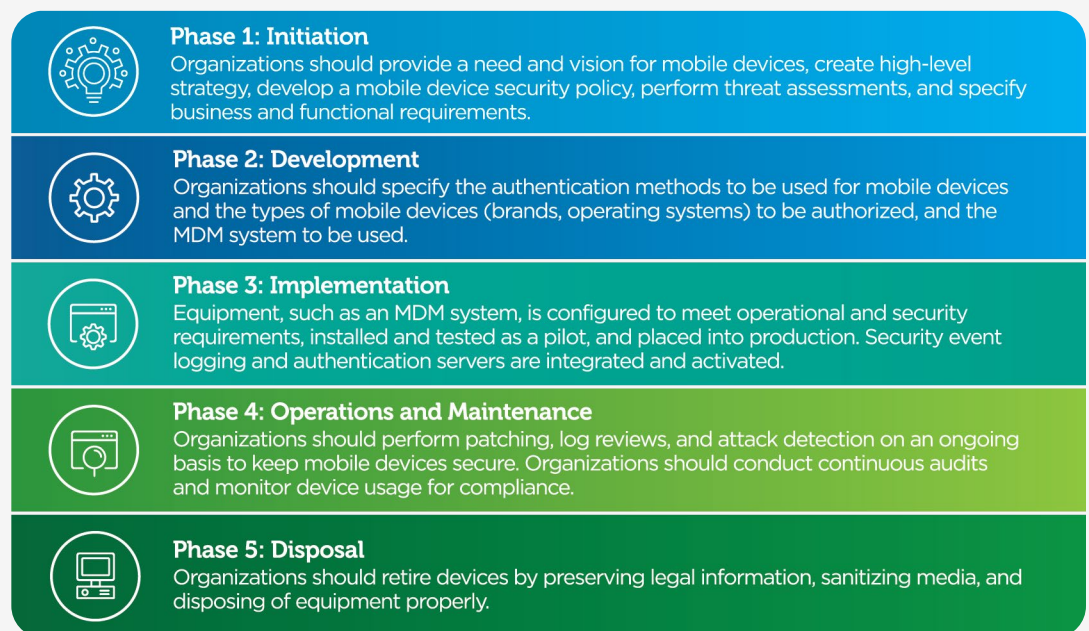 Phase 1: Initiation
Organizations should provide a need and vision for mobile devices, create high-level
strategy, develop a mobile device security policy, perform threat assessments, and specify
business and functional requirements.
Phase 2: Development
Organizations should specify the authentication methods to be used for mobile devices
and the types of mobile devices (brands, operating systems) to be authorized, and the
MDM system to be used.
Phase 3: Implementation
Equipment, such as an MDM system, is configured to meet operational and security
requirements, installed and tested as a pilot, and placed into production. Security event
logging and authentication servers are integrated and activated.
Phase 4: Operations and Maintenance
Organizations should perform patching, log reviews, and attack detection on an ongoing
basis to keep mobile devices secure. Organizations should conduct continuous audits
and monitor device usage for compliance.
Phase 5: Disposal
Organizations should retire devices by preserving legal information, sanitizing media, and
disposing of equipment properly.